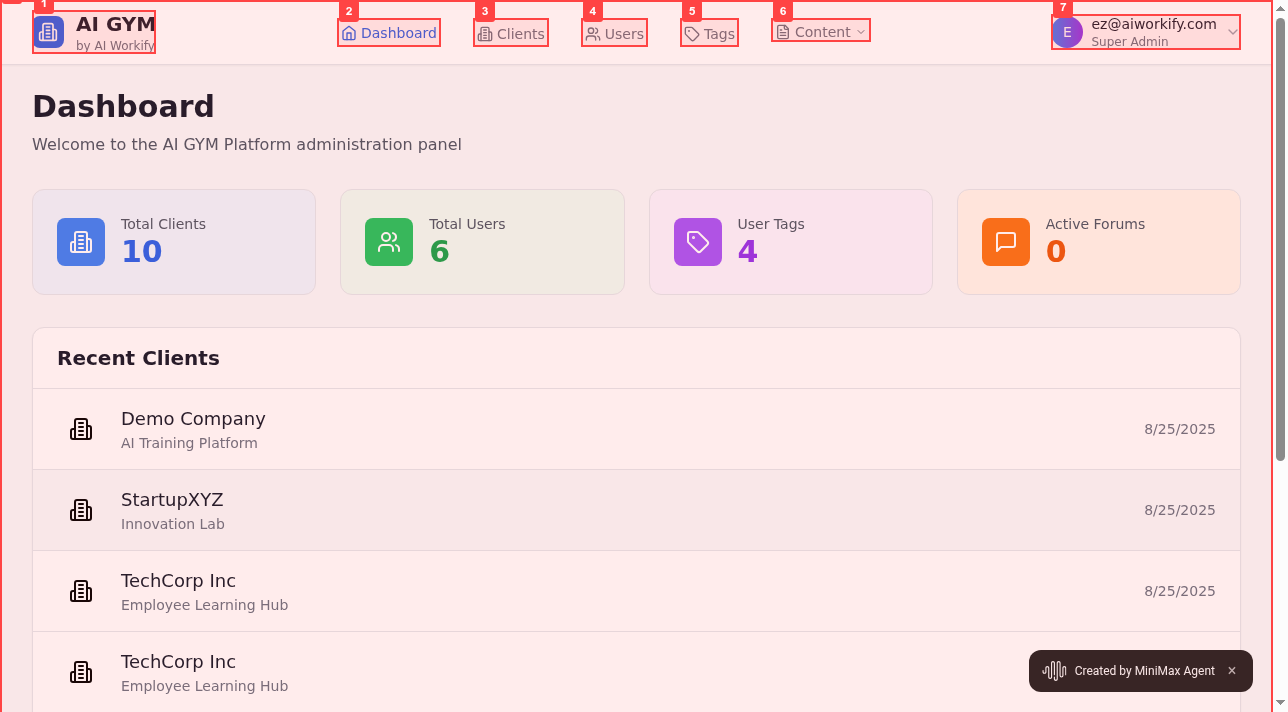 1
AI GYM
by AI Workify
2
Dashboard
3
Clients
4
Users
5
Tags
6
Content
7
E
ez@aiworkify.com
Super Admin
Dashboard
Welcome to the AI GYM Platform administration panel
Total Clients
10
Total Users
6
User Tags
4
Active Forums
0
Recent Clients
Demo Company
AI Training Platform
8/25/2025
StartupXYZ
Innovation Lab
8/25/2025
TechCorp Inc
Employee Learning Hub
8/25/2025
TechCorp Inc
Employee Learning Hub
Created by MiniMax Agent